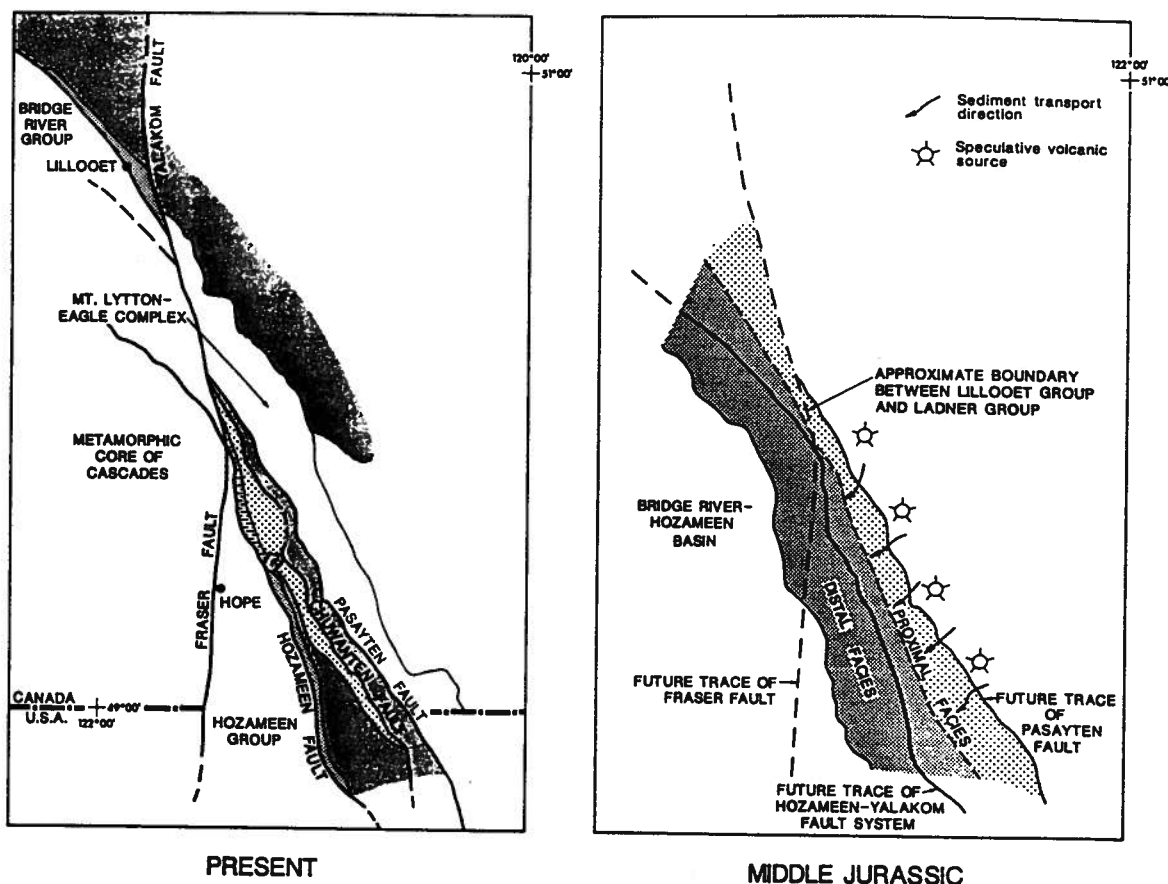 120°00'
51°00'
YALAKOM FAULT
BRIDGE
RIVER
GROUP
LILLOOET
MT. LYTTON-
EAGLE COMPLEX
METAMORPHIC
CORE OF
CASCADES
FRASER FAULT
HOPE
PASAYTEN FAULT
CHUWANTEN FAULT
HOZAMEEN FAULT
CANADA
U.S.A.
49°00'
122°00'
HOZAMEEN
GROUP
PRESENT
122°00'
51°00'
Sediment transport
direction
Speculative volcanic
source
APPROXIMATE BOUNDARY
BETWEEN LILLOOET GROUP
AND LADNER GROUP
BRIDGE RIVER-
HOZAMEEN
BASIN
DISTAL FACIES
PROXIMAL FACIES
FUTURE TRACE OF
FRASER FAULT
FUTURE TRACE
OF
PASAYTEN
FAULT
FUTURE TRACE OF
HOZAMEEN-YALAKOM
FAULT SYSTEM
MIDDLE JURASSIC